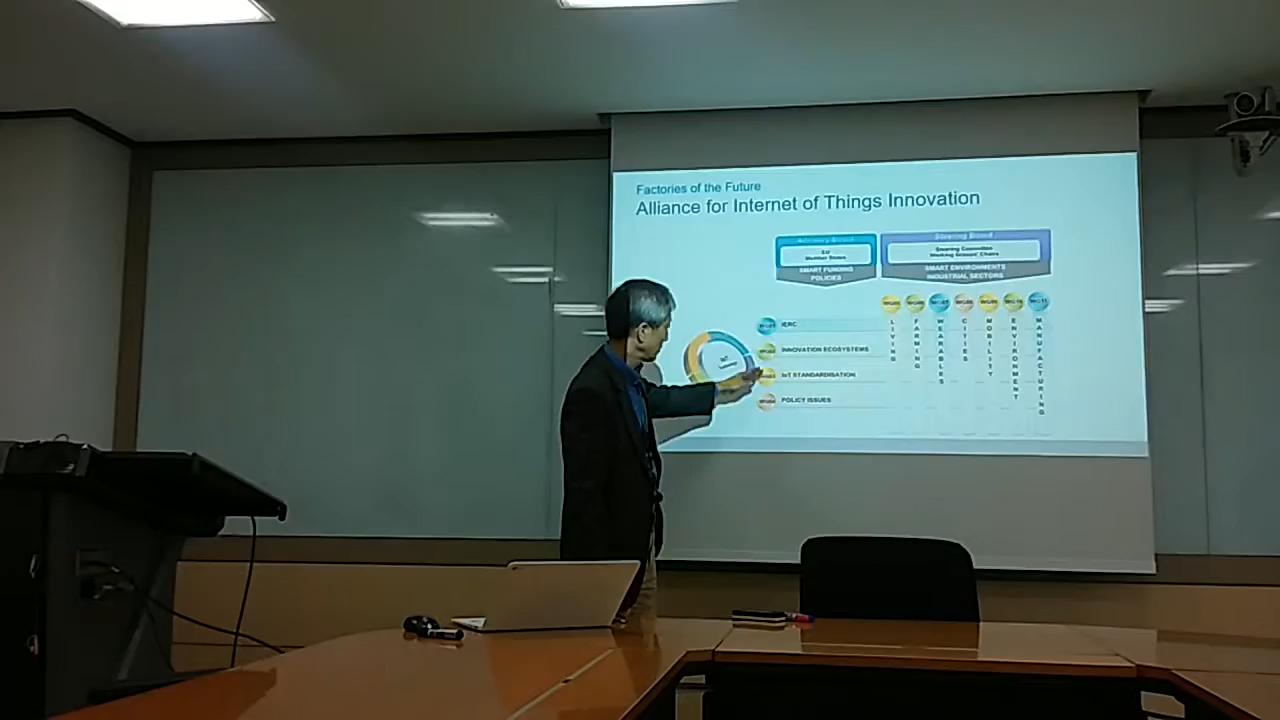 Factories of the Future
Alliance for Internet of Things Innovation
Steering Board
EU
Member States
Steering Committee
Working Groups' Chairs
SMART FUNDING
POLICIES
SMART ENVIRONMENTS
INDUSTRIAL SECTORS
IERC
INNOVATION ECOSYSTEMS
IoT STANDARDISATION
POLICY ISSUES
LIVING
FARMING
WEARABLES
CITIES
MOBILITY
ENVIRONMENT
MANUFACTURING